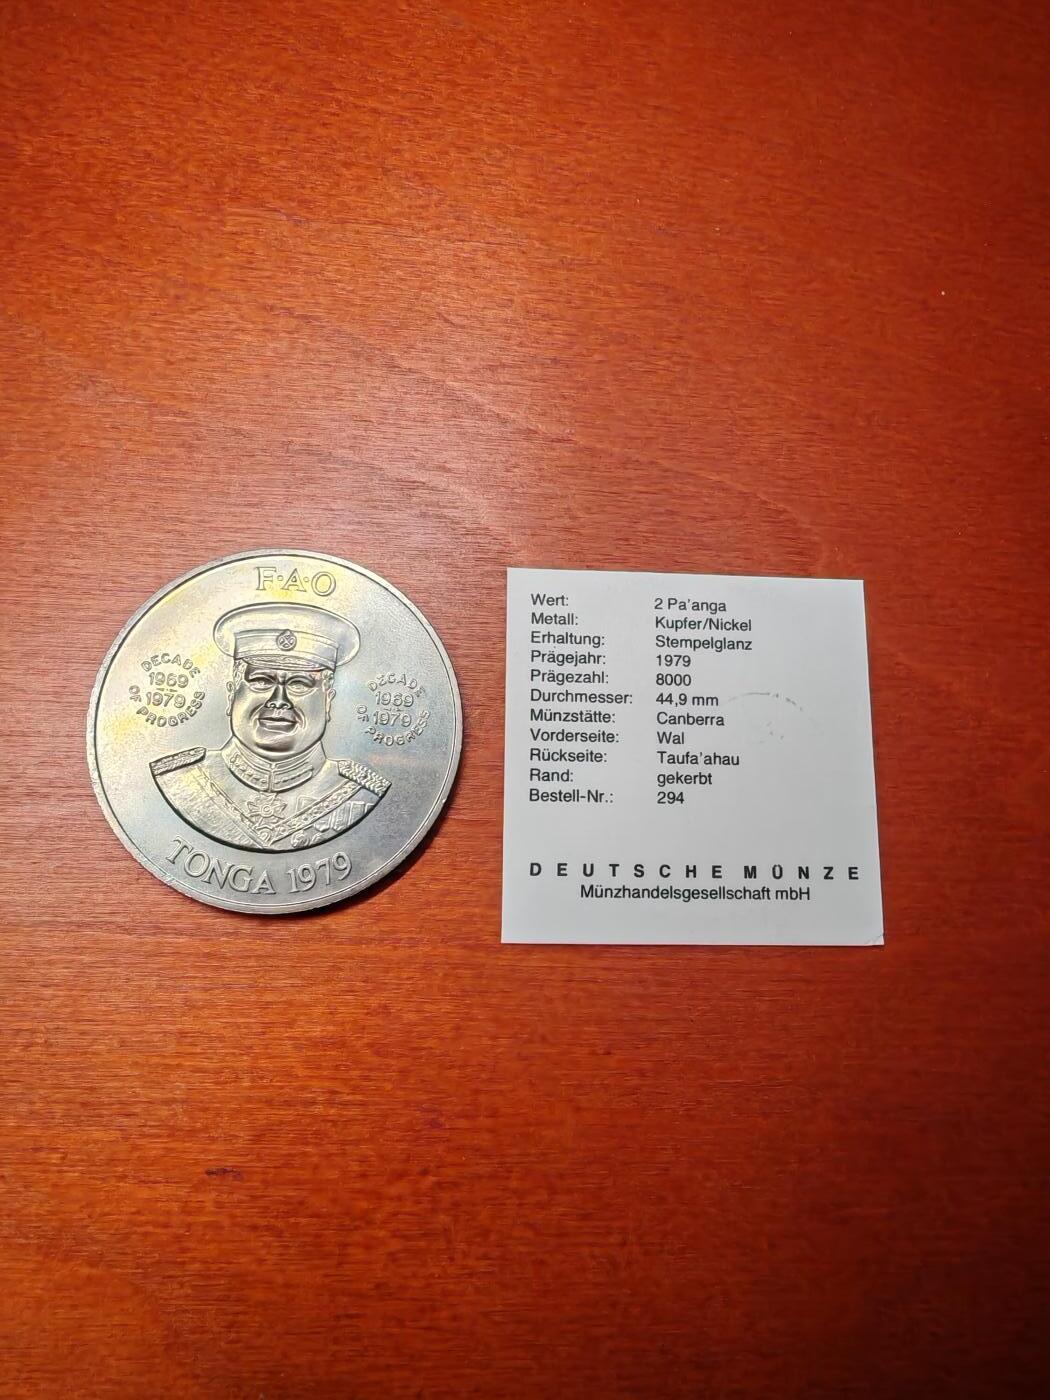 F·A·O
DECADE
1969
1979
OF PROGRESS
DECADE
1969
1979
OF PROGRESS
TONGA 1979
Wert: 2 Pa'anga
Metall: Kupfer/Nickel
Erhaltung: Stempelglanz
Prägejahr: 1979
Prägezahl: 8000
Durchmesser: 44,9 mm
Münzstätte: Canberra
Vorderseite: Wal
Rückseite: Taufa'ahau
Rand: gekerbt
Bestell-Nr.: 294
DEUTSCHE MÜNZE
Münzhandelsgesellschaft mbH